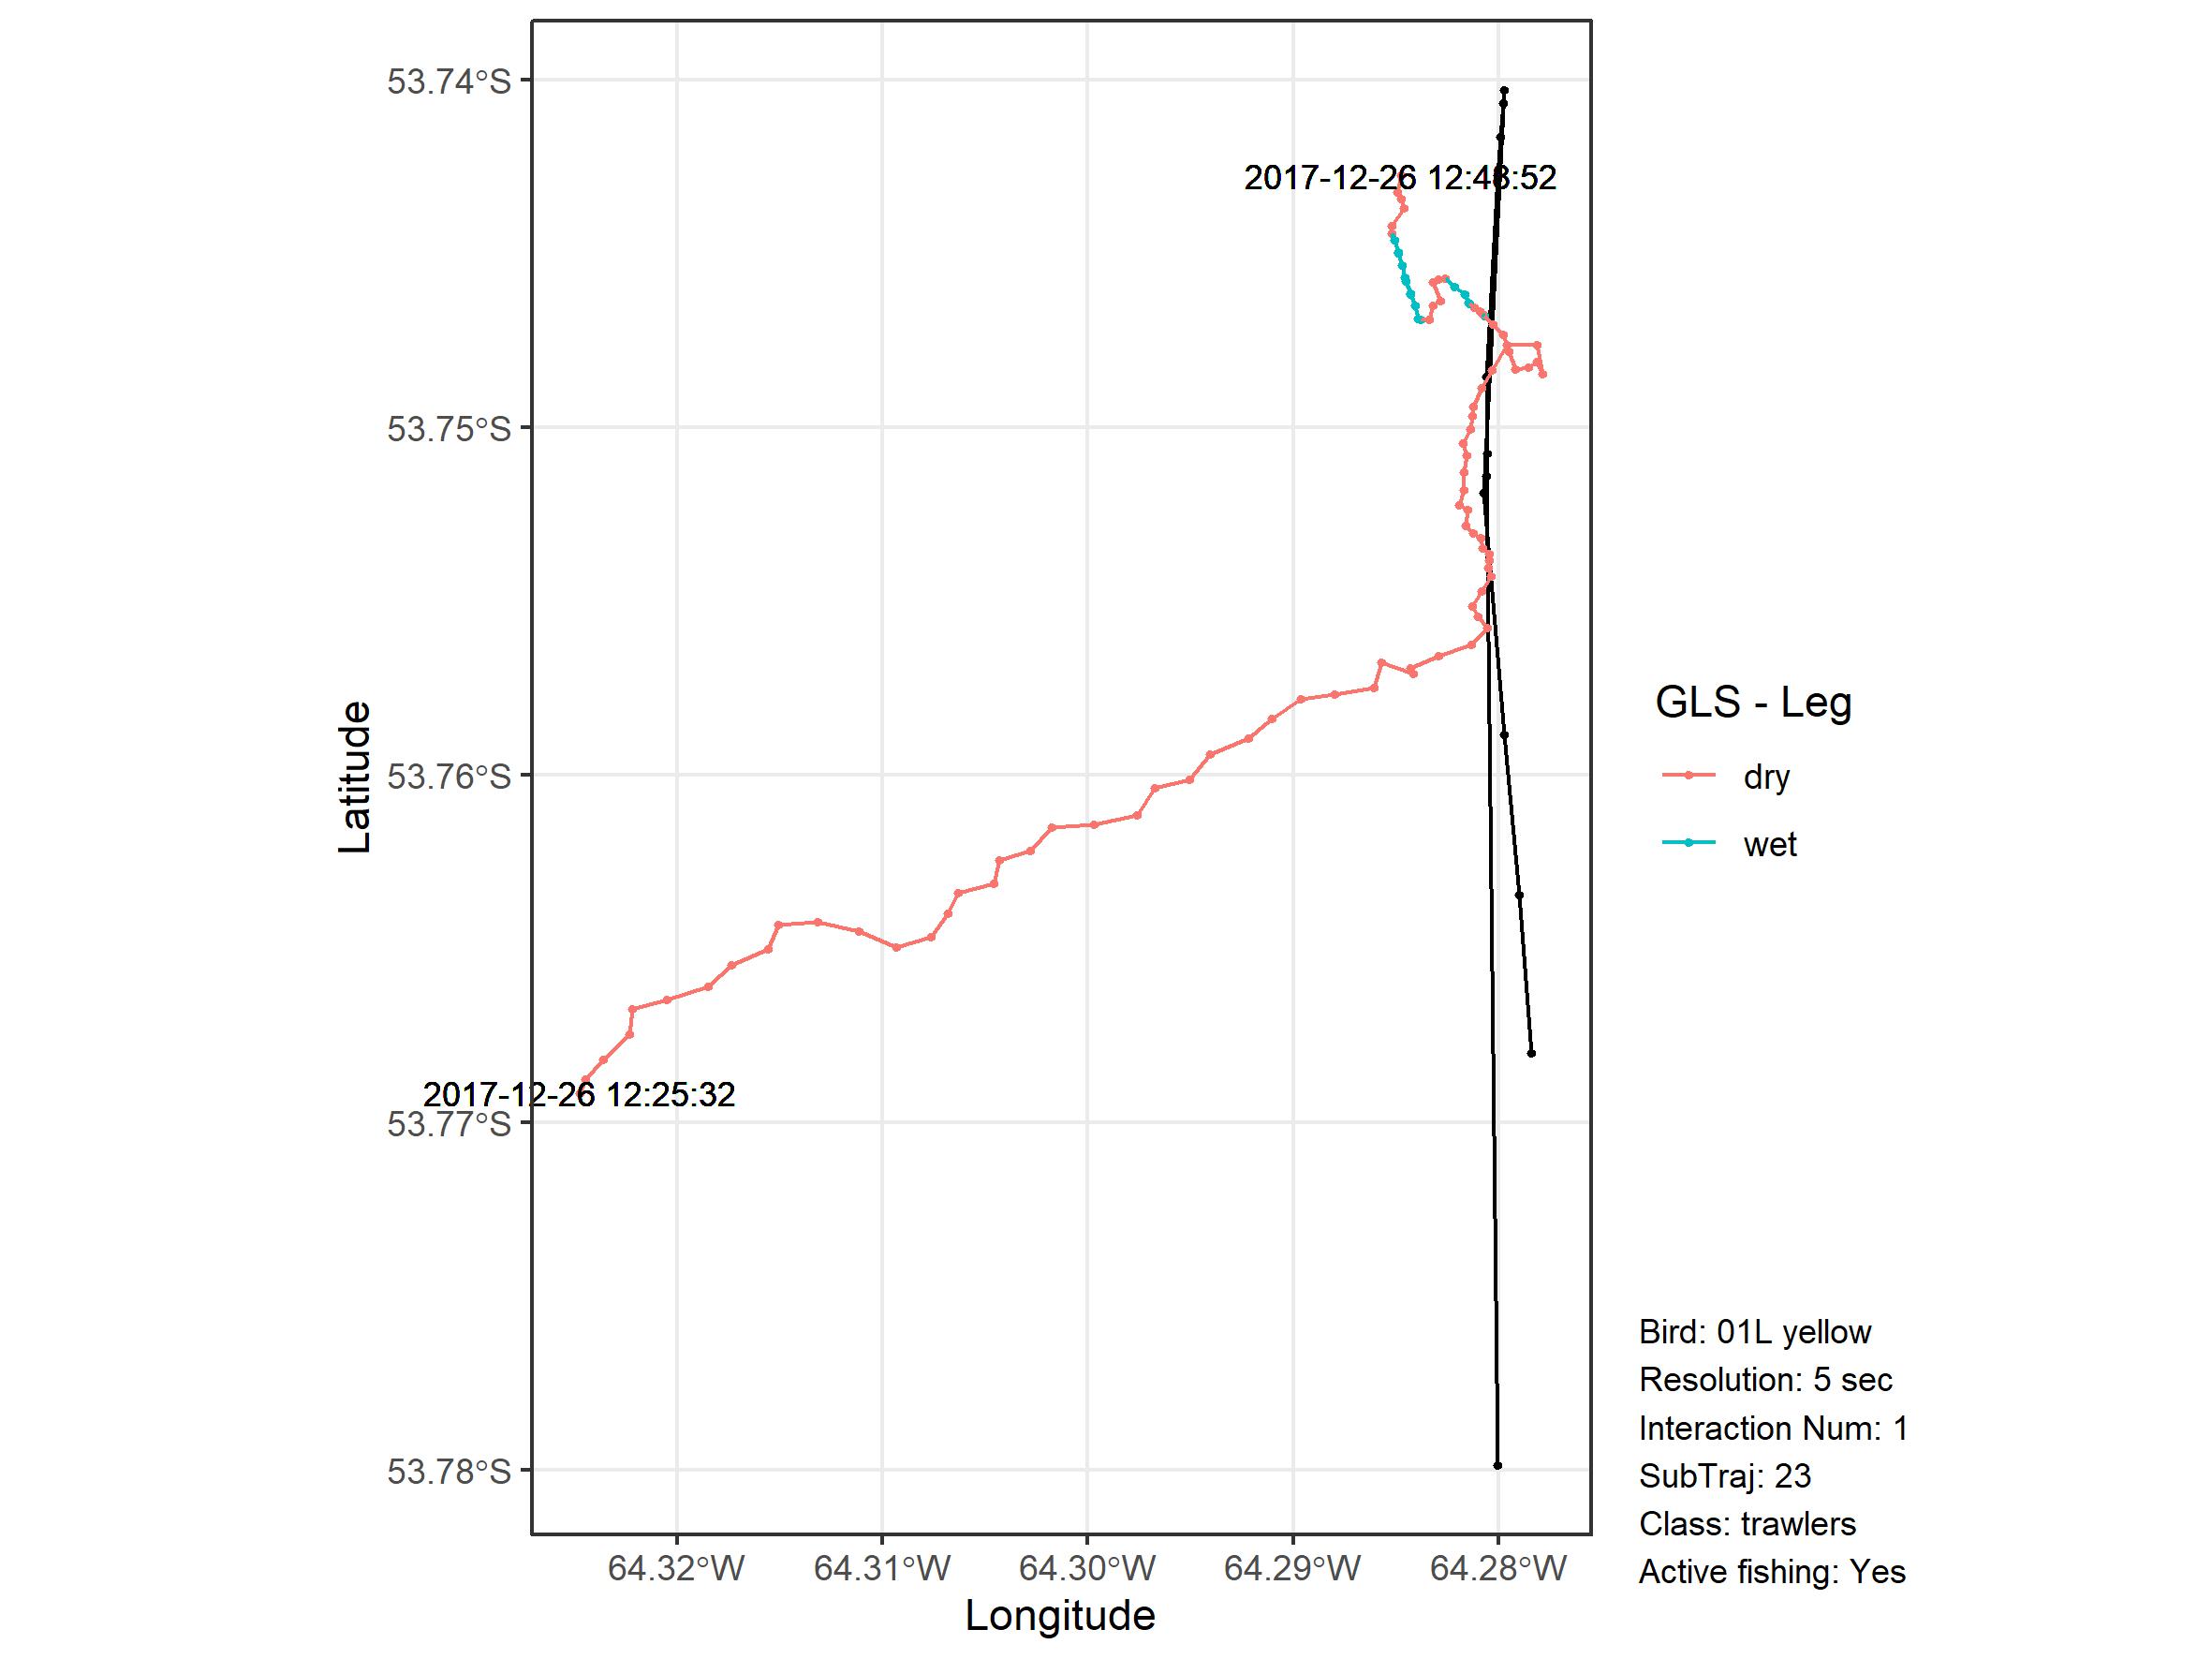 53.74°S
2017-12-26 12:48:52
53.75°S
Latitude
53.76°S
2017-12-26 12:25:32
53.77°S
53.78°S
64.32°W 64.31°W 64.30°W 64.29°W 64.28°W
Longitude
GLS - Leg
dry
wet
Bird: 01L yellow
Resolution: 5 sec
Interaction Num: 1
SubTraj: 23
Class: trawlers
Active fishing: Yes